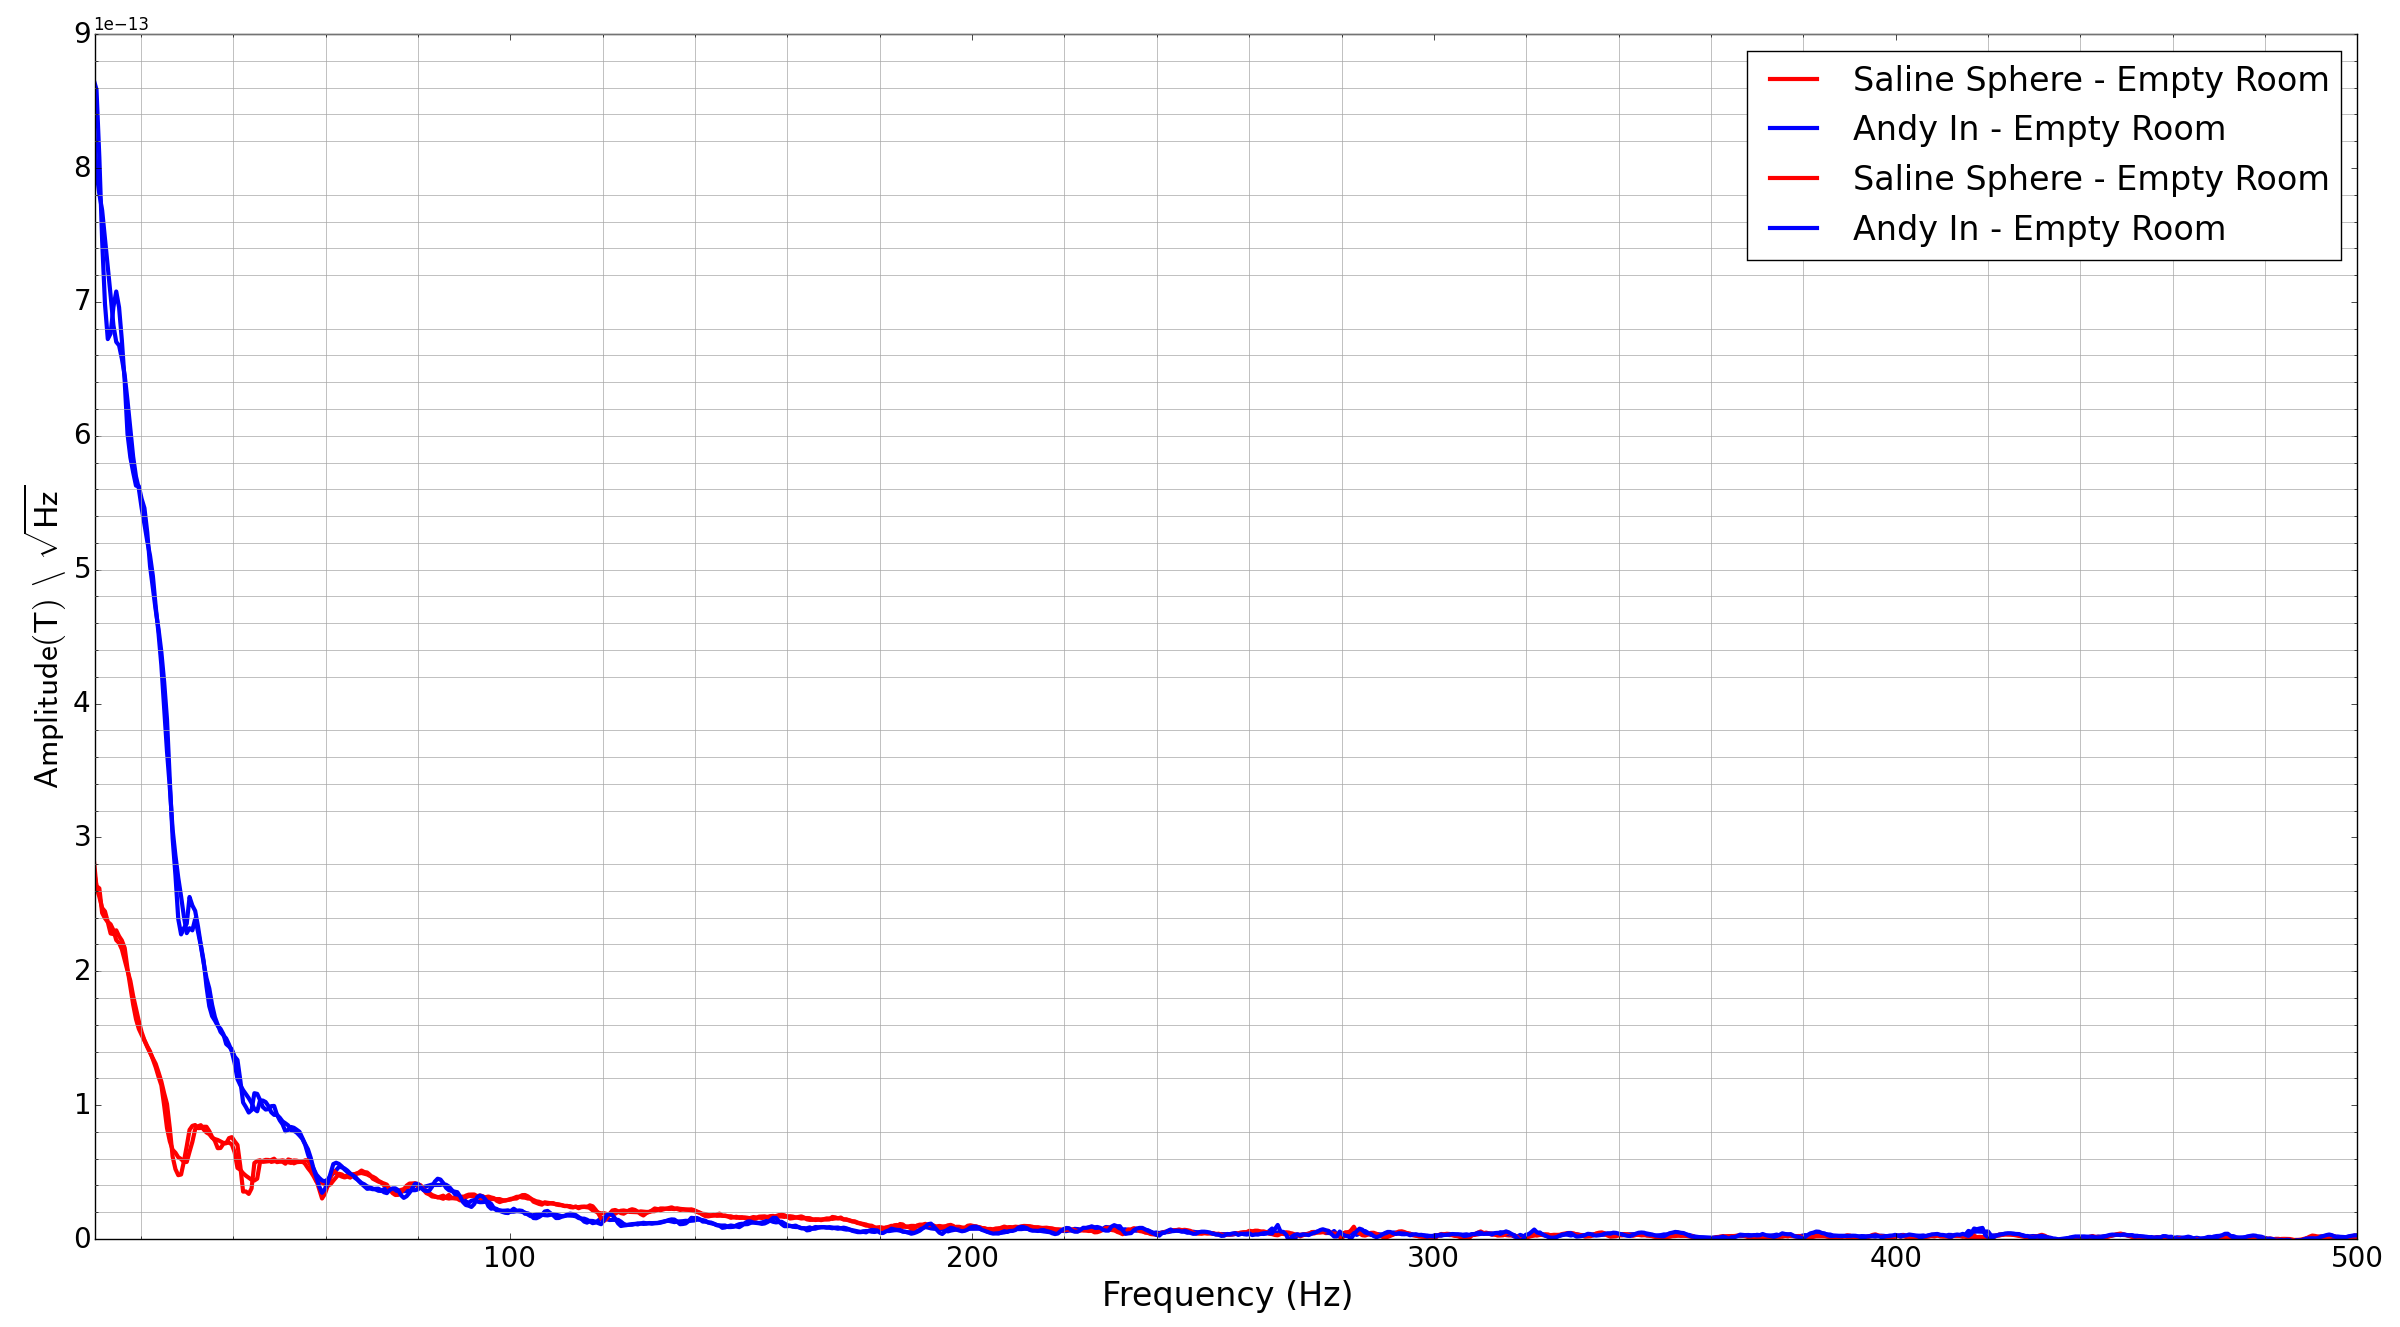 1e−13
9
8
7
6
5
4
3
2
1
0
Amplitude(T) \ √Hz
Saline Sphere - Empty Room
Andy In - Empty Room
Saline Sphere - Empty Room
Andy In - Empty Room
100 200 300 400 500
Frequency (Hz)